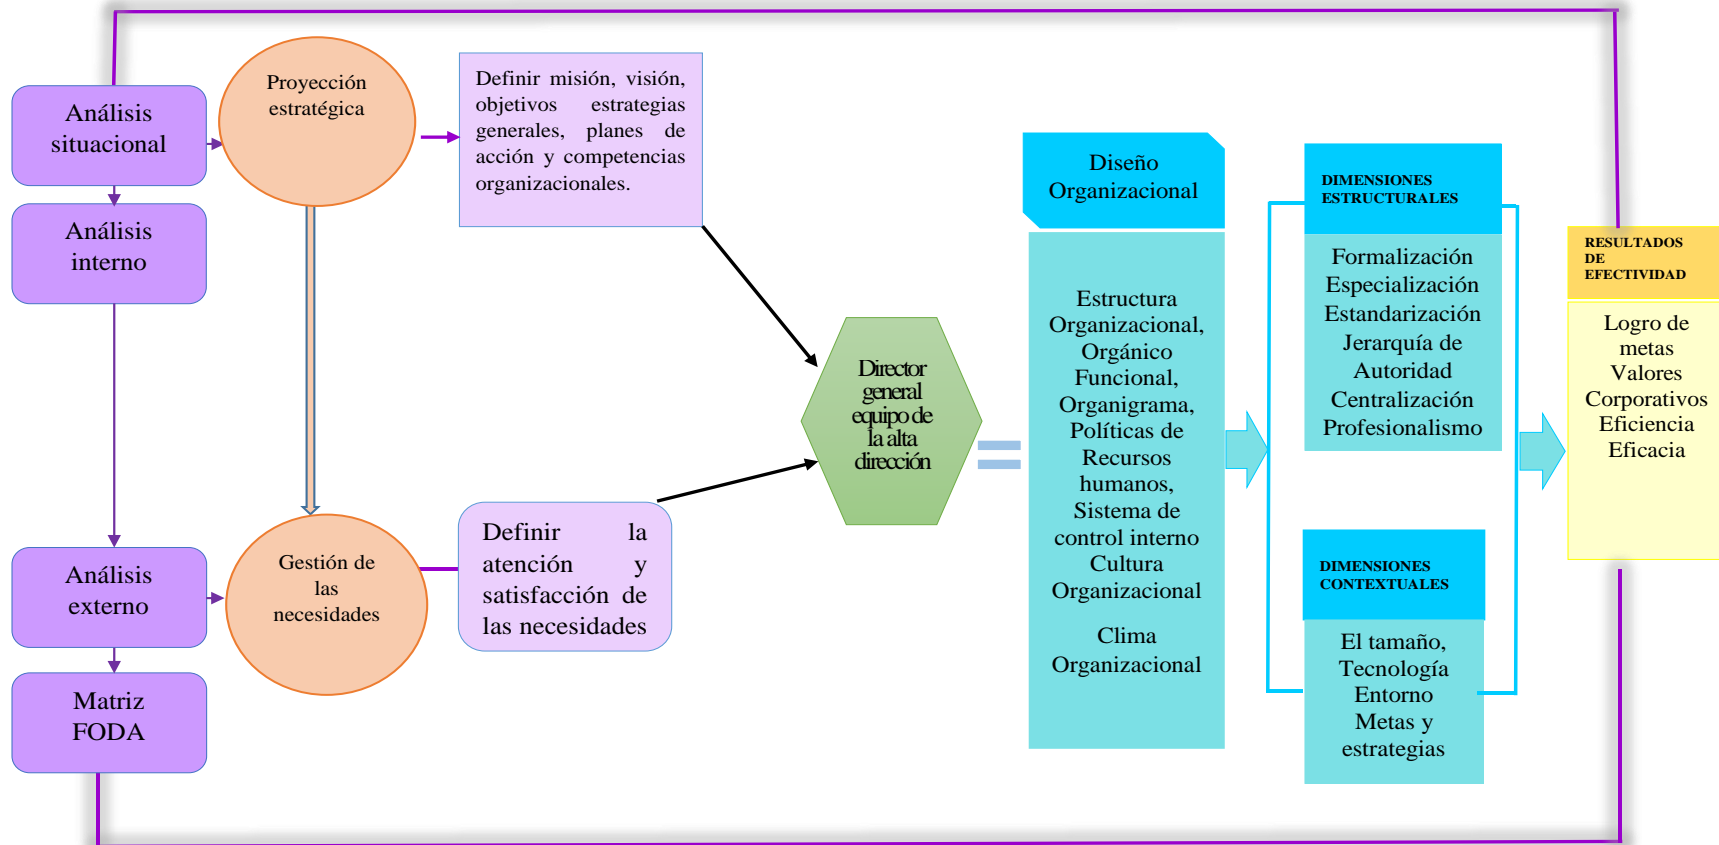 Análisis
situacional
Análisis
interno
Análisis
externo
Matriz
FODA
Proyección
estratégica
Gestión de
las
necesidades
Definir misión, visión,
objetivos estrategias
generales, planes de
acción y competencias
organizacionales.
Definir la
atención y
satisfacción de
las necesidades
Director
general
equipo de
la alta
dirección
Diseño
Organizacional
Estructura
Organizacional,
Orgánico
Funcional,
Organigrama,
Políticas de
Recursos
humanos,
Sistema de
control interno
Cultura
Organizacional
Clima
Organizacional
DIMENSIONES
ESTRUCTURALES
Formalización
Especialización
Estandarización
Jerarquía de
Autoridad
Centralización
Profesionalismo
DIMENSIONES
CONTEXTUALES
El tamaño,
Tecnología
Entorno
Metas y
estrategias
RESULTADOS
DE
EFECTIVIDAD
Logro de
metas
Valores
Corporativos
Eficiencia
Eficacia